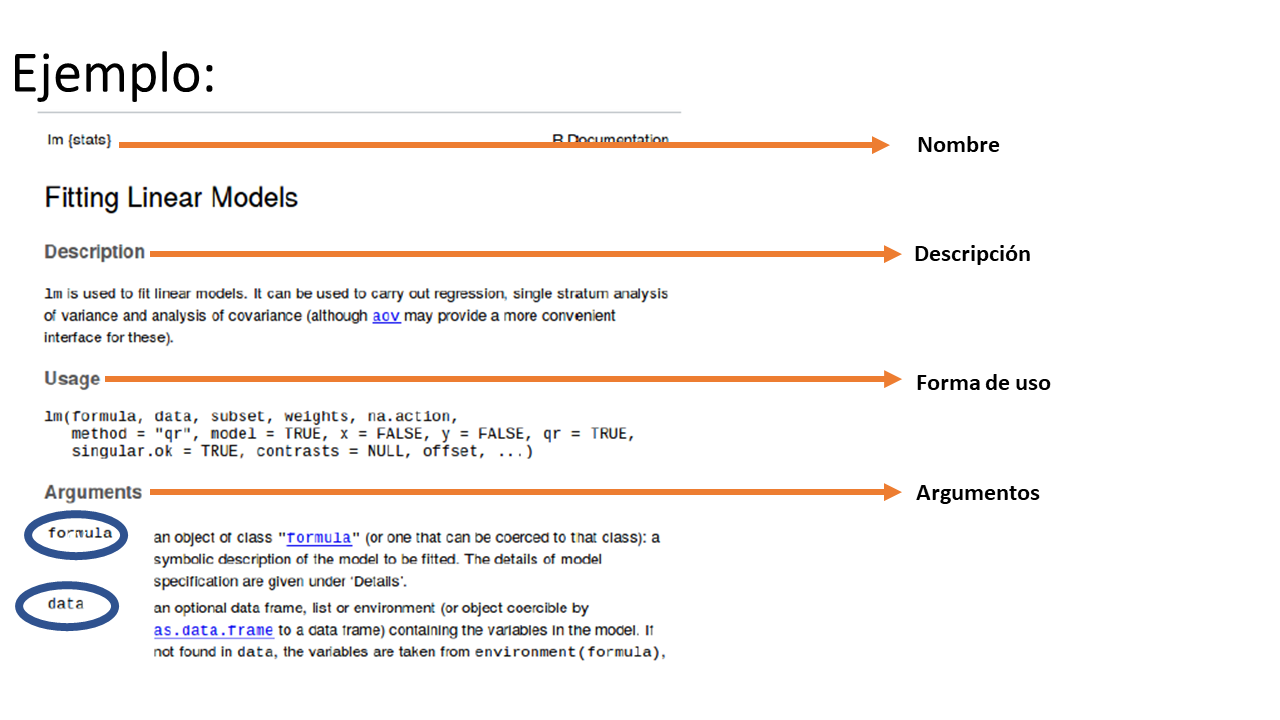 Ejemplo:
lm {stats}
R Documentation
Nombre
Fitting Linear Models
Description
Descripción
lm is used to fit linear models. It can be used to carry out regression, single stratum analysis
of variance and analysis of covariance (although aov may provide a more convenient
interface for these).
Usage
Forma de uso
lm(formula, data, subset, weights, na.action,
method = "qr", model = TRUE, x = FALSE, y = FALSE, qr = TRUE,
singular.ok = TRUE, contrasts = NULL, offset, ...)
Arguments
Argumentos
formula
an object of class "formula" (or one that can be coerced to that class): a
symbolic description of the model to be fitted. The details of model
specification are given under ‘Details’.
data
an optional data frame, list or environment (or object coercible by
as.data.frame to a data frame) containing the variables in the model. If
not found in data, the variables are taken from environment(formula),